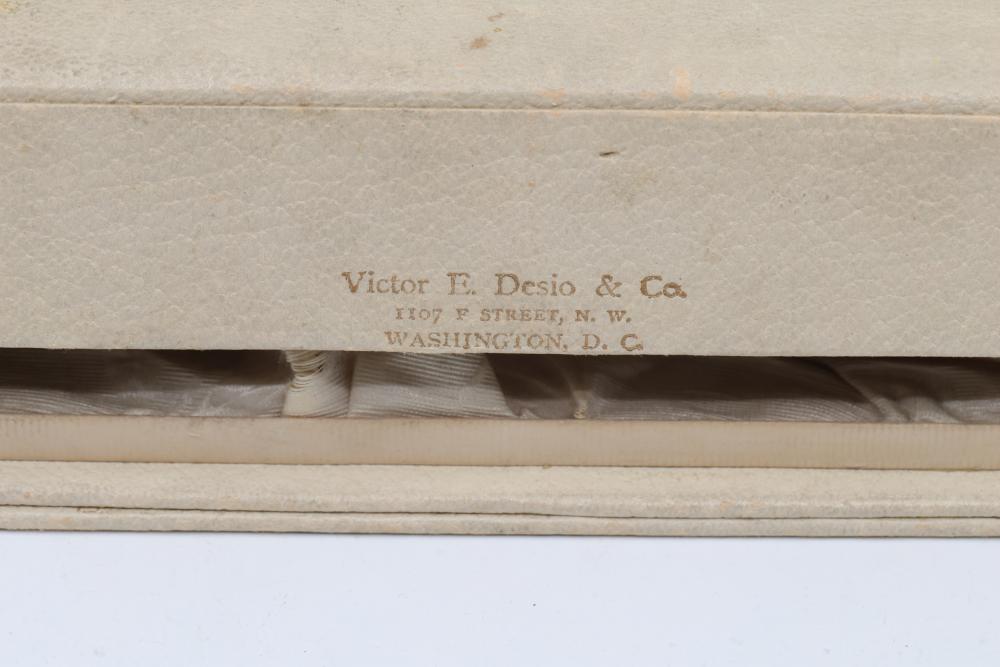 Victor E. Desio & Co.
1107 F STREET, N. W.
WASHINGTON, D. C.